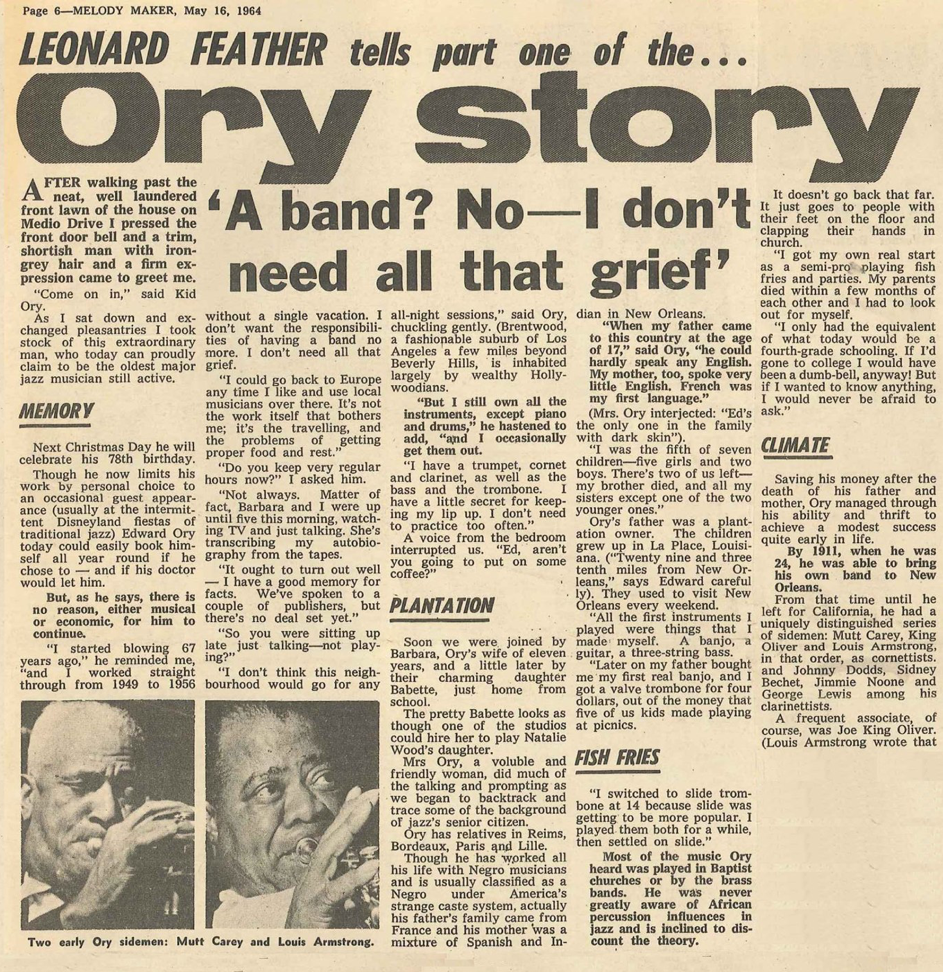 Page 6—MELODY MAKER, May 16, 1964
LEONARD FEATHER tells part one of the...
Ory story
'A band? No—I don't
need all that grief'
AFTER walking past the
neat, well laundered
front lawn of the house on
Medio Drive I pressed the
front door bell and a trim,
shortish man with iron-
grey hair and a firm ex-
pression came to greet me.
"Come on in," said Kid
Ory.
As I sat down and ex-
changed pleasantries I took
stock of this extraordinary
man, who today can proudly
claim to be the oldest major
jazz musician still active.
MEMORY
Next Christmas Day he will
celebrate his 78th birthday.
Though he now limits his
work by personal choice to
an occasional guest appear-
ance (usually at the intermit-
tent Disneyland fiestas of
traditional jazz) Edward Ory
today could easily book him-
self all year round if he
chose — and if his doctor
would let him.
But, as he says, there is
no reason, either musical
or economic, for him to
continue.
"I started blowing 67
years ago," he reminded me,
"and I worked straight
through from 1949 to 1956
without a single vacation. I
don't want the responsibili-
ties of having a band no
more. I don't need all that
grief.
"I could go back to Europe
any time I like and use local
musicians over there. It's not
the work itself that bothers
me; it's the travelling, and
the problems of getting
proper food and rest."
"Do you keep very regular
hours now?" I asked him.
"Not always. Matter of
fact, Barbara and I were up
until five this morning, watch-
ing TV and just talking. She's
transcribing my autobio-
graphy from the tapes.
"It ought to turn out well
— I have a good memory for
facts. We've spoken to a
couple of publishers, but
there's no deal set yet."
"So you were sitting up
late just talking—not play-
ing?"
"I don't think this neigh-
bourhood would go for any
all-night sessions," said Ory,
chuckling gently. (Brentwood,
a fashionable suburb of Los
Angeles a few miles beyond
Beverly Hills, is inhabited
largely by wealthy Holly-
woodians.
"But I still own all the
instruments, except piano
and drums," he hastened to
add, "and I occasionally
get them out.
"I have a trumpet, cornet
and clarinet, as well as the
bass and the trombone. I
have a little secret for keep-
ing my lip up. I don't need
to practice too often."
A voice from the bedroom
interrupted us. "Ed, aren't
you going to put on some
coffee?"
PLANTATION
Soon we were joined by
Barbara, Ory's wife of eleven
years, and a little later by
their charming daughter
Babette, just home from
school.
The pretty Babette looks as
though one of the studios
could hire her to play Natalie
Wood's daughter.
Mrs Ory, a voluble and
friendly woman, did much of
the talking and prompting as
we began to backtrack and
trace some of the background
of jazz's senior citizen.
Ory has relatives in Reims,
Bordeaux, Paris and Lille.
Though he has worked all
his life with Negro musicians
and is usually classified as a
Negro under America's
strange caste system, actually
his father's family came from
France and his mother was a
mixture of Spanish and In-
dian in New Orleans.
"When my father came
to this country at the age
of 17," said Ory, "he could
hardly speak any English.
My mother, too, spoke very
little English. French was
my first language."
(Mrs. Ory interjected: "Ed's
the only one in the family
with dark skin").
"I was the fifth of seven
children—five girls and two
boys. There's two of us left—
my brother died, and all my
sisters except one of the two
younger ones."
Ory's father was a plant-
ation owner. The children
grew up in La Place, Louisi-
ana. ("Twenty nine and three
tenth miles from New Or-
leans," says Edward careful
ly). They used to visit New
Orleans every weekend.
"All the first instruments I
played were things that I
made myself. A banjo, a
guitar, a three-string bass.
"Later on my father bought
me my first real banjo, and I
got a valve trombone for four
dollars, out of the money that
five of us kids made playing
at picnics.
FISH FRIES
"I switched to slide trom-
bone at 14 because slide was
getting to be more popular. I
played them both for a while,
then settled on slide."
Most of the music Ory
heard was played in Baptist
churches or by the brass
bands. He was never
greatly aware of African
percussion influences in
jazz and is inclined to dis-
count the theory.
It doesn't go back that far.
It just goes to people with
their feet on the floor and
clapping their hands in
church.
"I got my own real start
as a semi-pro playing fish
fries and parties. My parents
died within a few months of
each other and I had to look
out for myself.
"I only had the equivalent
of what today would be a
fourth-grade schooling. If I'd
gone to college I would have
been a dumb-bell, anyway! But
if I wanted to know anything,
I would never be afraid to
ask."
CLIMATE
Saving his money after the
death of his father and
mother, Ory managed through
his ability and thrift to
achieve a modest success
quite early in life.
By 1911, when he was
24, he was able to bring
his own band to New
Orleans.
From that time until he
left for California, he had a
uniquely distinguished series
of sidemen: Mutt Carey, King
Oliver and Louis Armstrong,
in that order, as cornettists.
and Johnny Dodds, Sidney
Bechet, Jimmie Noone and
George Lewis among his
clarinettists.
A frequent associate, of
course, was Joe King Oliver.
(Louis Armstrong wrote that
Two early Ory sidemen: Mutt Carey and Louis Armstrong.